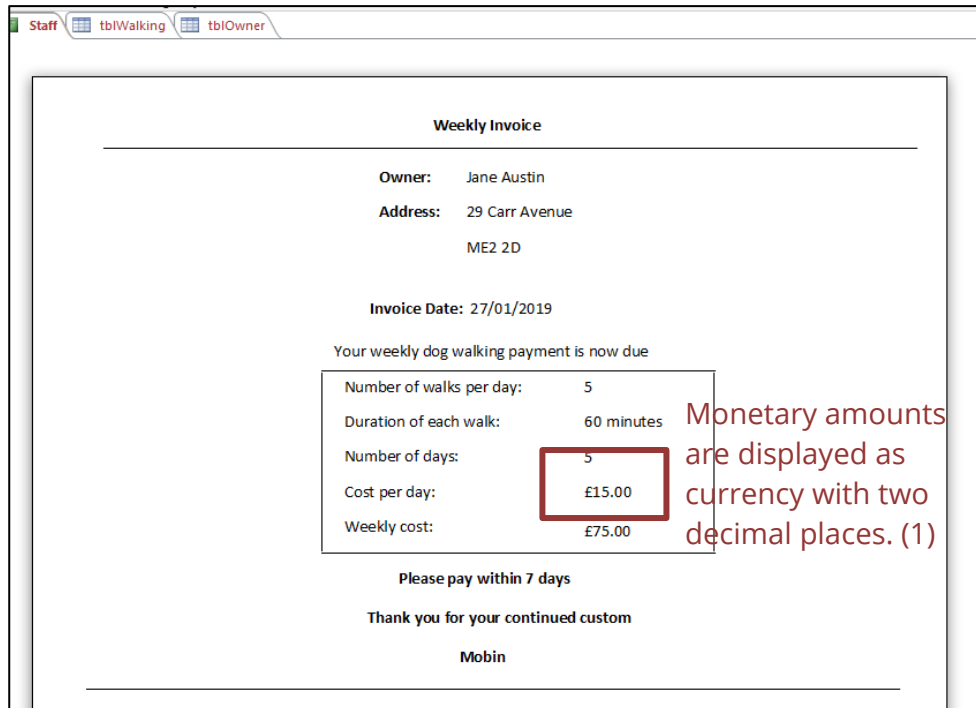 Staff tblWalking tblOwner
Weekly Invoice
Owner: Jane Austin
Address: 29 Carr Avenue
ME2 2D
Invoice Date: 27/01/2019
Your weekly dog walking payment is now due
Number of walks per day: 5
Duration of each walk: 60 minutes
Number of days: 5
Cost per day: £15.00
Weekly cost: £75.00
Monetary amounts
are displayed as
currency with two
decimal places. (1)
Please pay within 7 days
Thank you for your continued custom
Mobin